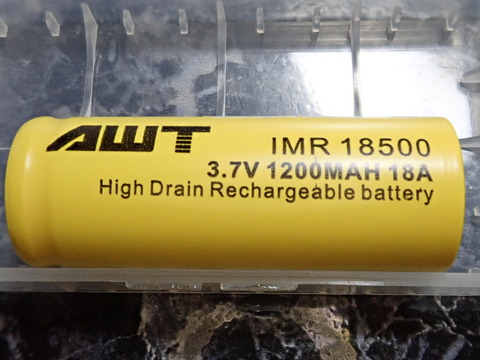 AWT
IMR 18500
3.7V 1200MAH 18A
High Drain Rechargeable battery